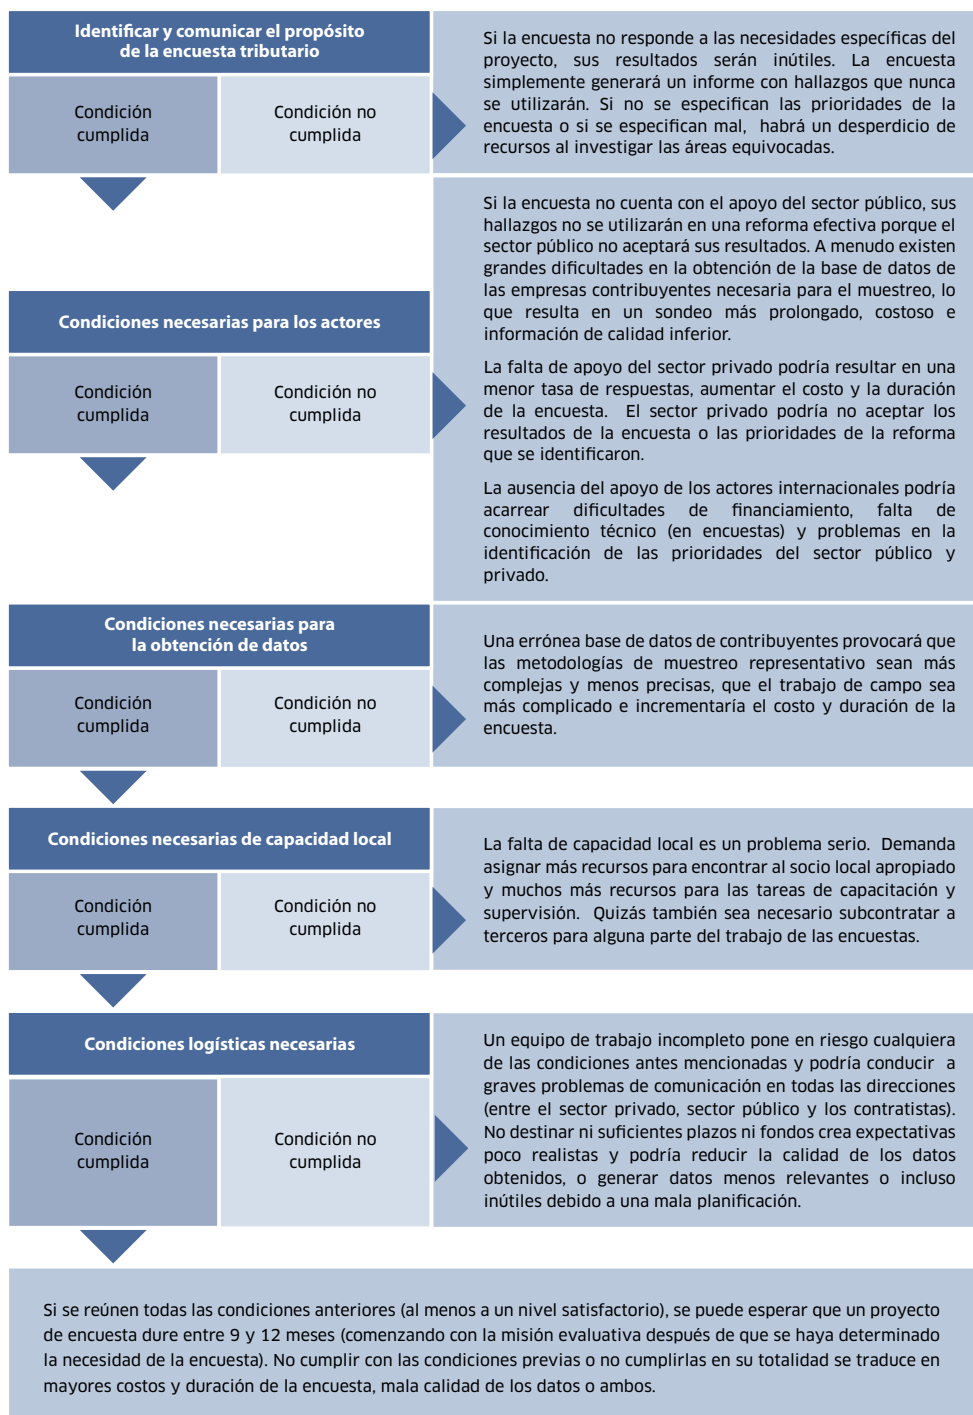 Identificar y comunicar el propósito
de la encuesta tributario
Condición
cumplida
Condición no
cumplida
Si la encuesta no responde a las necesidades específicas del
proyecto, sus resultados serán inútiles. La encuesta
simplemente generará un informe con hallazgos que nunca
se utilizarán. Si no se especifican las prioridades de la
encuesta o si se especifican mal, habrá un desperdicio de
recursos al investigar las áreas equivocadas.
Condiciones necesarias para los actores
Condición
cumplida
Condición no
cumplida
Si la encuesta no cuenta con el apoyo del sector público, sus
hallazgos no se utilizarán en una reforma efectiva porque el
sector público no aceptará sus resultados. A menudo existen
grandes dificultades en la obtención de la base de datos de
las empresas contribuyentes necesaria para el muestreo, lo
que resulta en un sondeo más prolongado, costoso e
información de calidad inferior.
La falta de apoyo del sector privado podría resultar en una
menor tasa de respuestas, aumentar el costo y la duración
de la encuesta. El sector privado podría no aceptar los
resultados de la encuesta o las prioridades de la reforma
que se identificaron.
La ausencia del apoyo de los actores internacionales podría
acarrear dificultades de financiamiento, falta de
conocimiento técnico (en encuestas) y problemas en la
identificación de las prioridades del sector público y
privado.
Condiciones necesarias para
la obtención de datos
Condición
cumplida
Condición no
cumplida
Una errónea base de datos de contribuyentes provocará que
las metodologías de muestreo representativo sean más
complejas y menos precisas, que el trabajo de campo sea
más complicado e incrementaría el costo y duración de la
encuesta.
Condiciones necesarias de capacidad local
Condición
cumplida
Condición no
cumplida
La falta de capacidad local es un problema serio. Demanda
asignar más recursos para encontrar al socio local apropiado
y muchos más recursos para las tareas de capacitación y
supervisión. Quizás también sea necesario subcontratar a
terceros para alguna parte del trabajo de las encuestas.
Condiciones logísticas necesarias
Condición
cumplida
Condición no
cumplida
Un equipo de trabajo incompleto pone en riesgo cualquiera
de las condiciones antes mencionadas y podría conducir a
graves problemas de comunicación en todas las direcciones
(entre el sector privado, sector público y los contratistas).
No destinar ni suficientes plazos ni fondos crea expectativas
poco realistas y podría reducir la calidad de los datos
obtenidos, o generar datos menos relevantes o incluso
inútiles debido a una mala planificación.
Si se reúnen todas las condiciones anteriores (al menos a un nivel satisfactorio), se puede esperar que un proyecto
de encuesta dure entre 9 y 12 meses (comenzando con la misión evaluativa después de que se haya determinado
la necesidad de la encuesta). No cumplir con las condiciones previas o no cumplirlas en su totalidad se traduce en
mayores costos y duración de la encuesta, mala calidad de los datos o ambos.